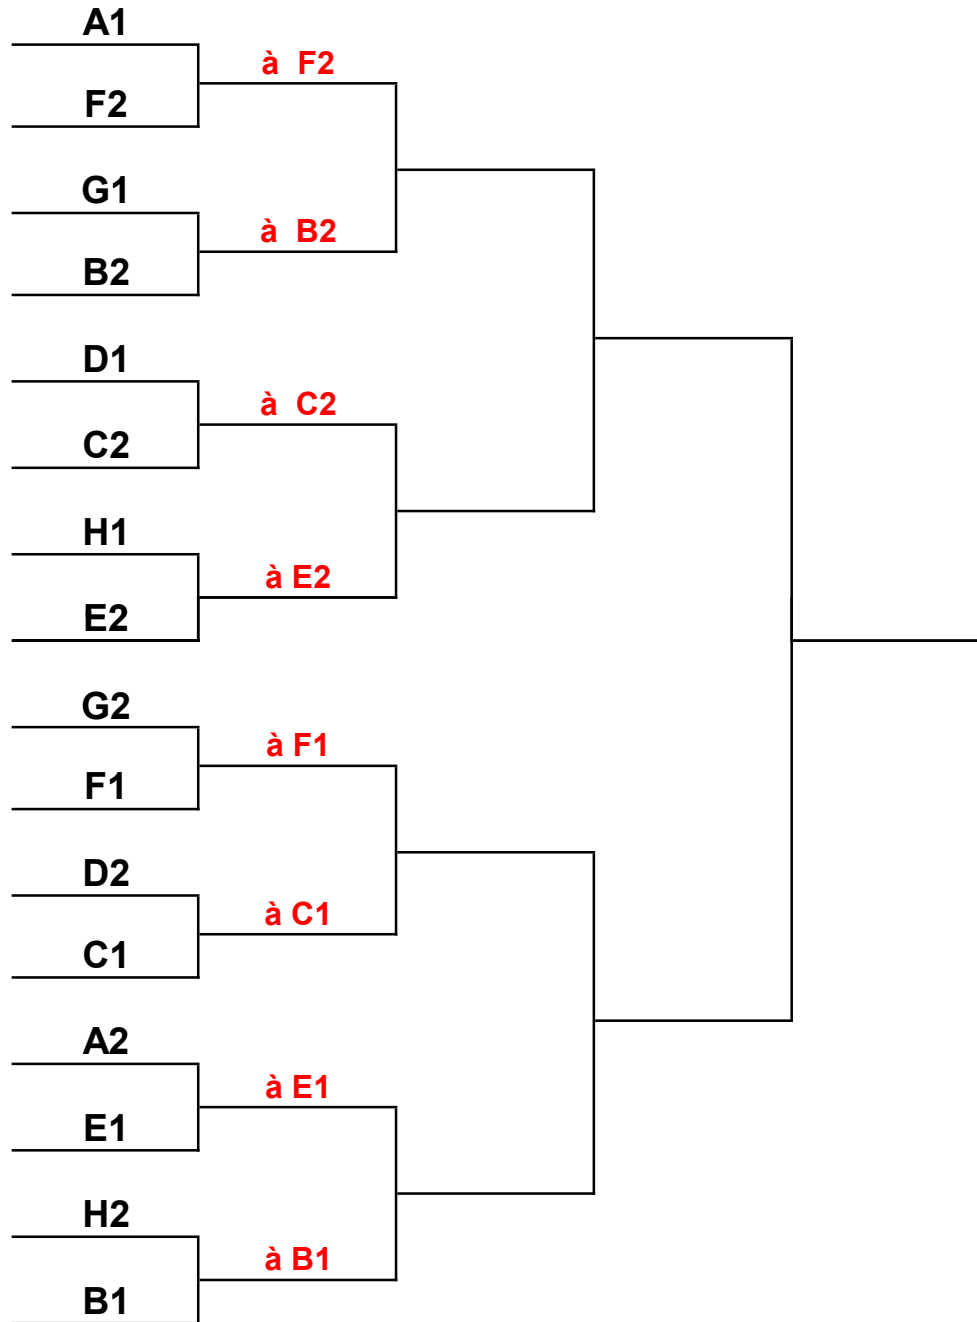 A1
à  F2
F2
G1
à  B2
B2
D1
à  C2
C2
H1
à E2
E2
G2
à F1
F1
D2
à C1
C1
A2
à E1
E1
H2
à B1
B1